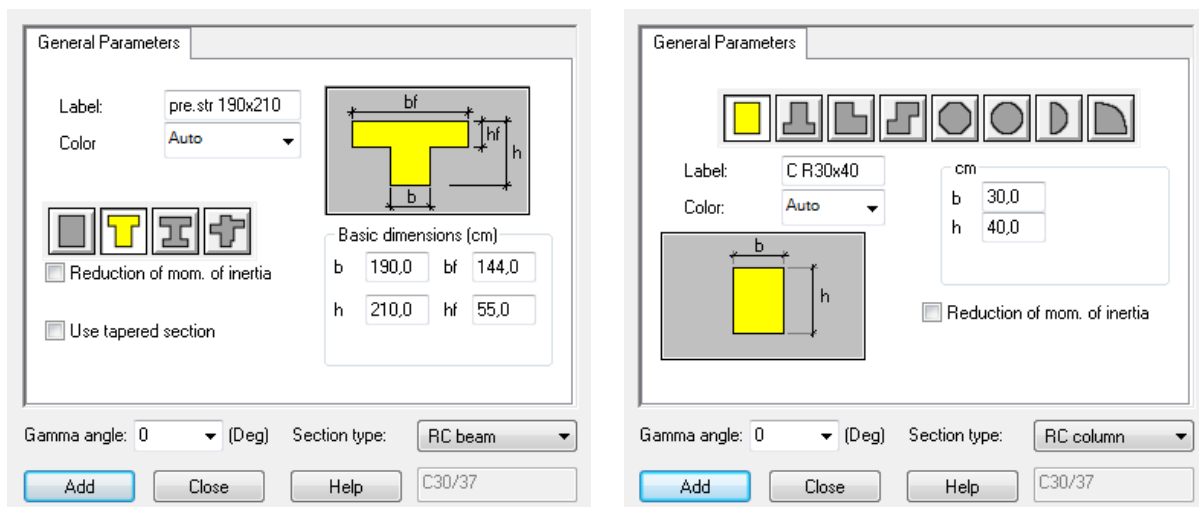 General Parameters
Label: pre.str 190x210
Color Auto
bf
hf
h
b
Reduction of mom. of inertia
Use tapered section
Basic dimensions (cm)
b 190,0 bf 144,0
h 210,0 hf 55,0
Gamma angle: 0 (Deg) Section type: RC beam
Add Close Help C30/37
General Parameters
Label: C R30x40
Color: Auto
cm
b 30,0
h 40,0
b
h
Reduction of mom. of inertia
Gamma angle: 0 (Deg) Section type: RC column
Add Close Help C30/37